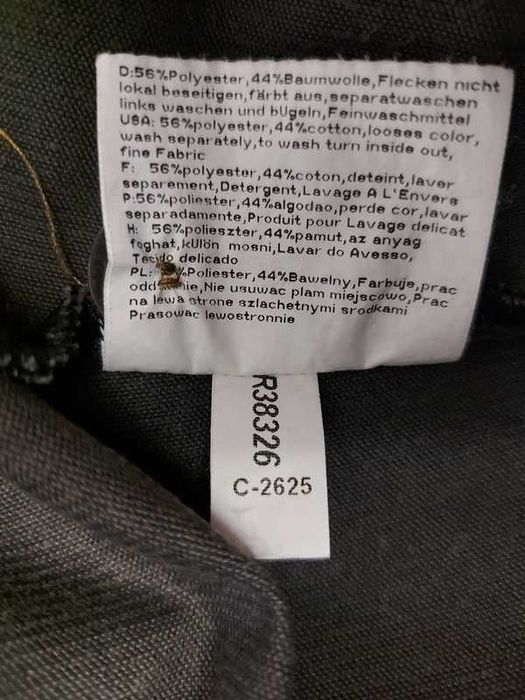 D:56%Polyester,44%Baumwolle,Flecken nicht
lokal beseitigen,färbt aus,separatwaschen
links waschen und bUgeln,Feinwaschmittel
USA: 56%polyester,44%cotton,looses color,
wash separately,to wash turn inside out,
fine Fabric
F: 56%polyester,44%coton,deteint,laver
separement,Detergent,Lavage A L'Envers
P:56%poliester,44%algodao,perde cor,lavar
separadamente,Produit pour Lavage delicat
H: 56%polieszter,44%pamut,az anyag
foghat,kUlön mosni,Lavar do Avesso,
Tecido delicado
PL: %Poliester,44%Bawelny,Farbuje,prac
Nie usuwac plam miejscowo,Prac
na lewa strone szlachetnymi srodkami
Prasowac lewostronnie
R38326
C-2625